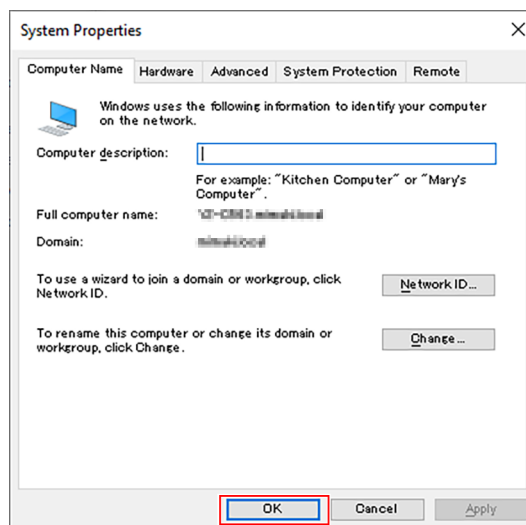 System Properties
Computer Name Hardware Advanced System Protection Remote
Windows uses the following information to identify your computer
on the network.
Computer description:
For example: "Kitchen Computer" or "Mary's
Computer".
Full computer name:
Domain:
To use a wizard to join a domain or workgroup, click
Network ID.
Network ID...
To rename this computer or change its domain or
workgroup, click Change.
Change...
OK Cancel Apply